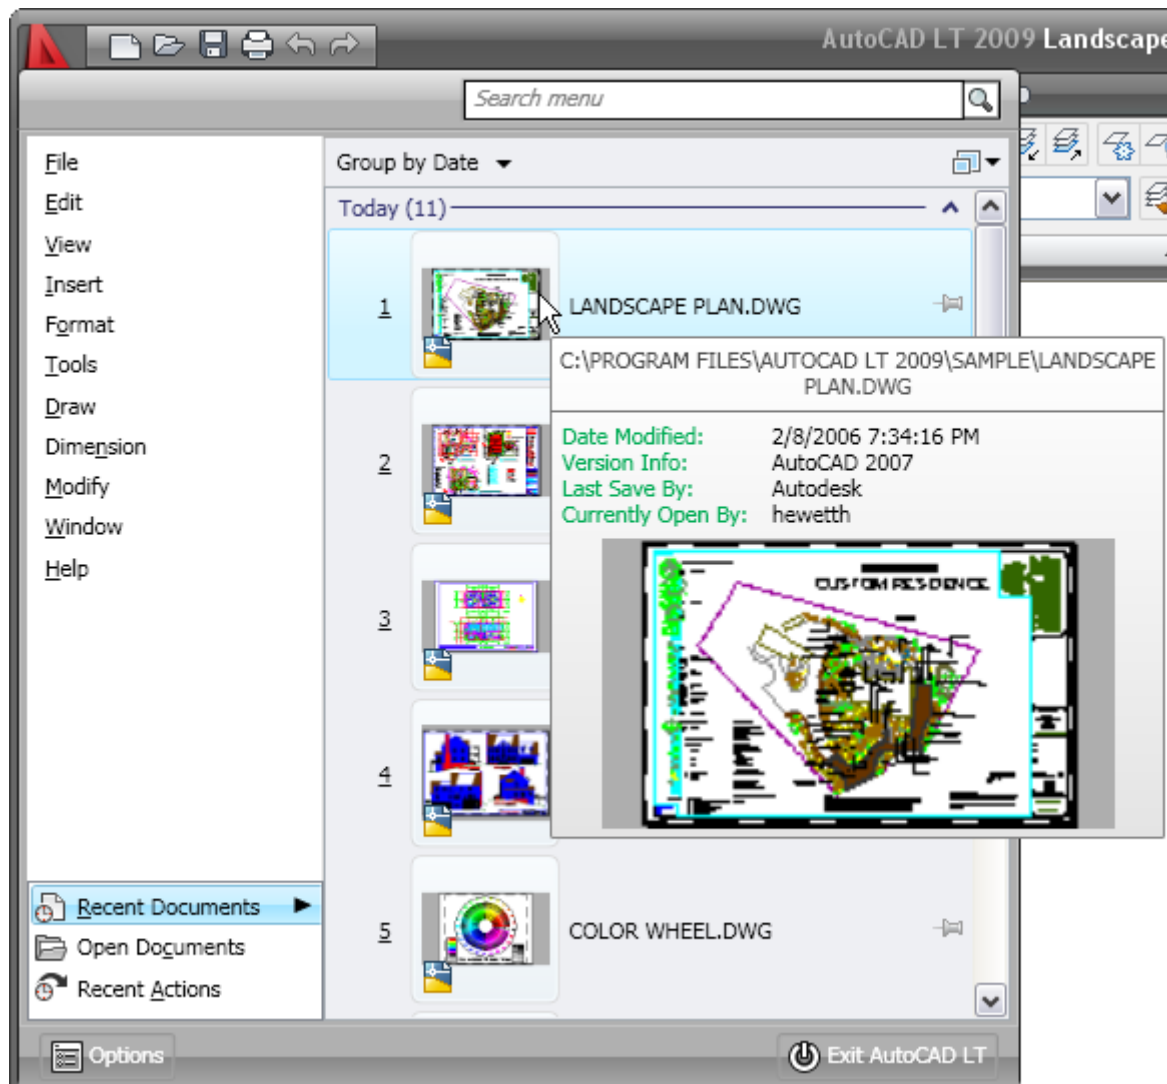 AutoCAD LT 2009 Landscape
Search menu
File
Edit
View
Insert
Format
Tools
Draw
Dimension
Modify
Window
Help
Recent Documents
Open Documents
Recent Actions
Group by Date
Today (11)
1
LANDSCAPE PLAN.DWG
C:\PROGRAM FILES\AUTOCAD LT 2009\SAMPLE\LANDSCAPE
PLAN.DWG
Date Modified: 2/8/2006 7:34:16 PM
Version Info: AutoCAD 2007
Last Save By: Autodesk
Currently Open By: hewetth
CUSTOM RESIDENCE
2
3
4
5
COLOR WHEEL.DWG
Options
Exit AutoCAD LT